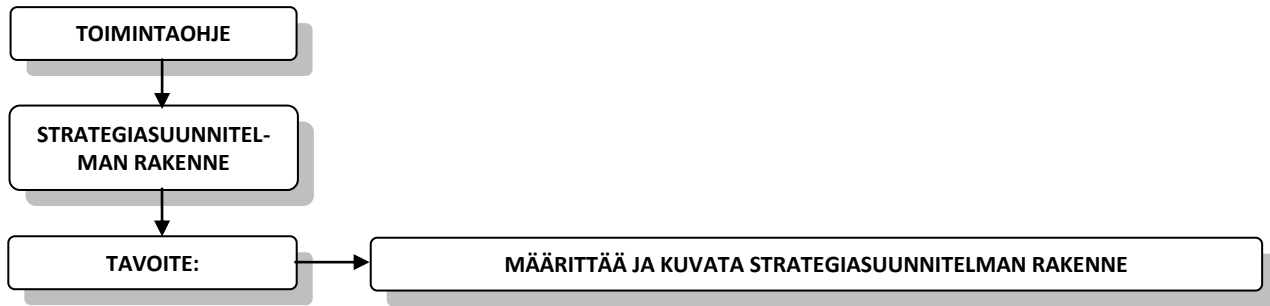 TOIMINTAOHJE
STRATEGIASUUNNITEL-
MAN RAKENNE
TAVOITE:
MÄÄRITTÄÄ JA KUVATA STRATEGIASUUNNITELMAN RAKENNE